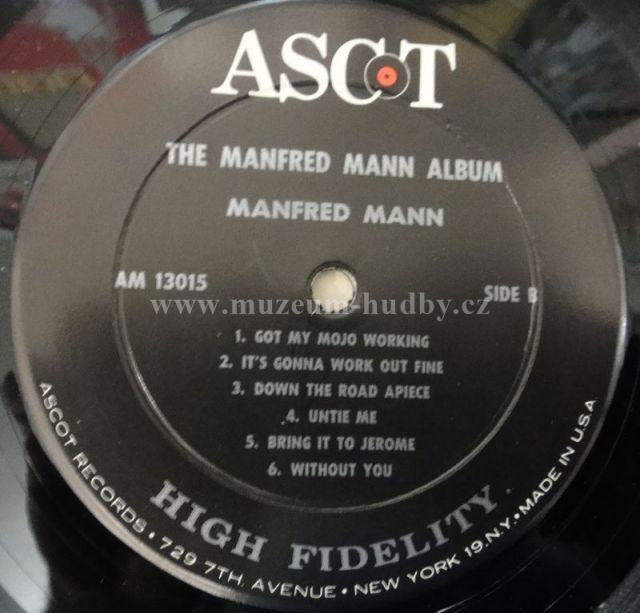 ASCOT
THE MANFRED MANN ALBUM
MANFRED MANN
AM 13015
SIDE B
www.muzeum-hudby.cz
1. GOT MY MOJO WORKING
2. IT'S GONNA WORK OUT FINE
3. DOWN THE ROAD APIECE
4. UNTIE ME
5. BRING IT TO JEROME
6. WITHOUT YOU
HIGH FIDELITY
ASCOT RECORDS • 729 7TH. AVENUE • NEW YORK 19. N.Y. • MADE IN U.S.A.